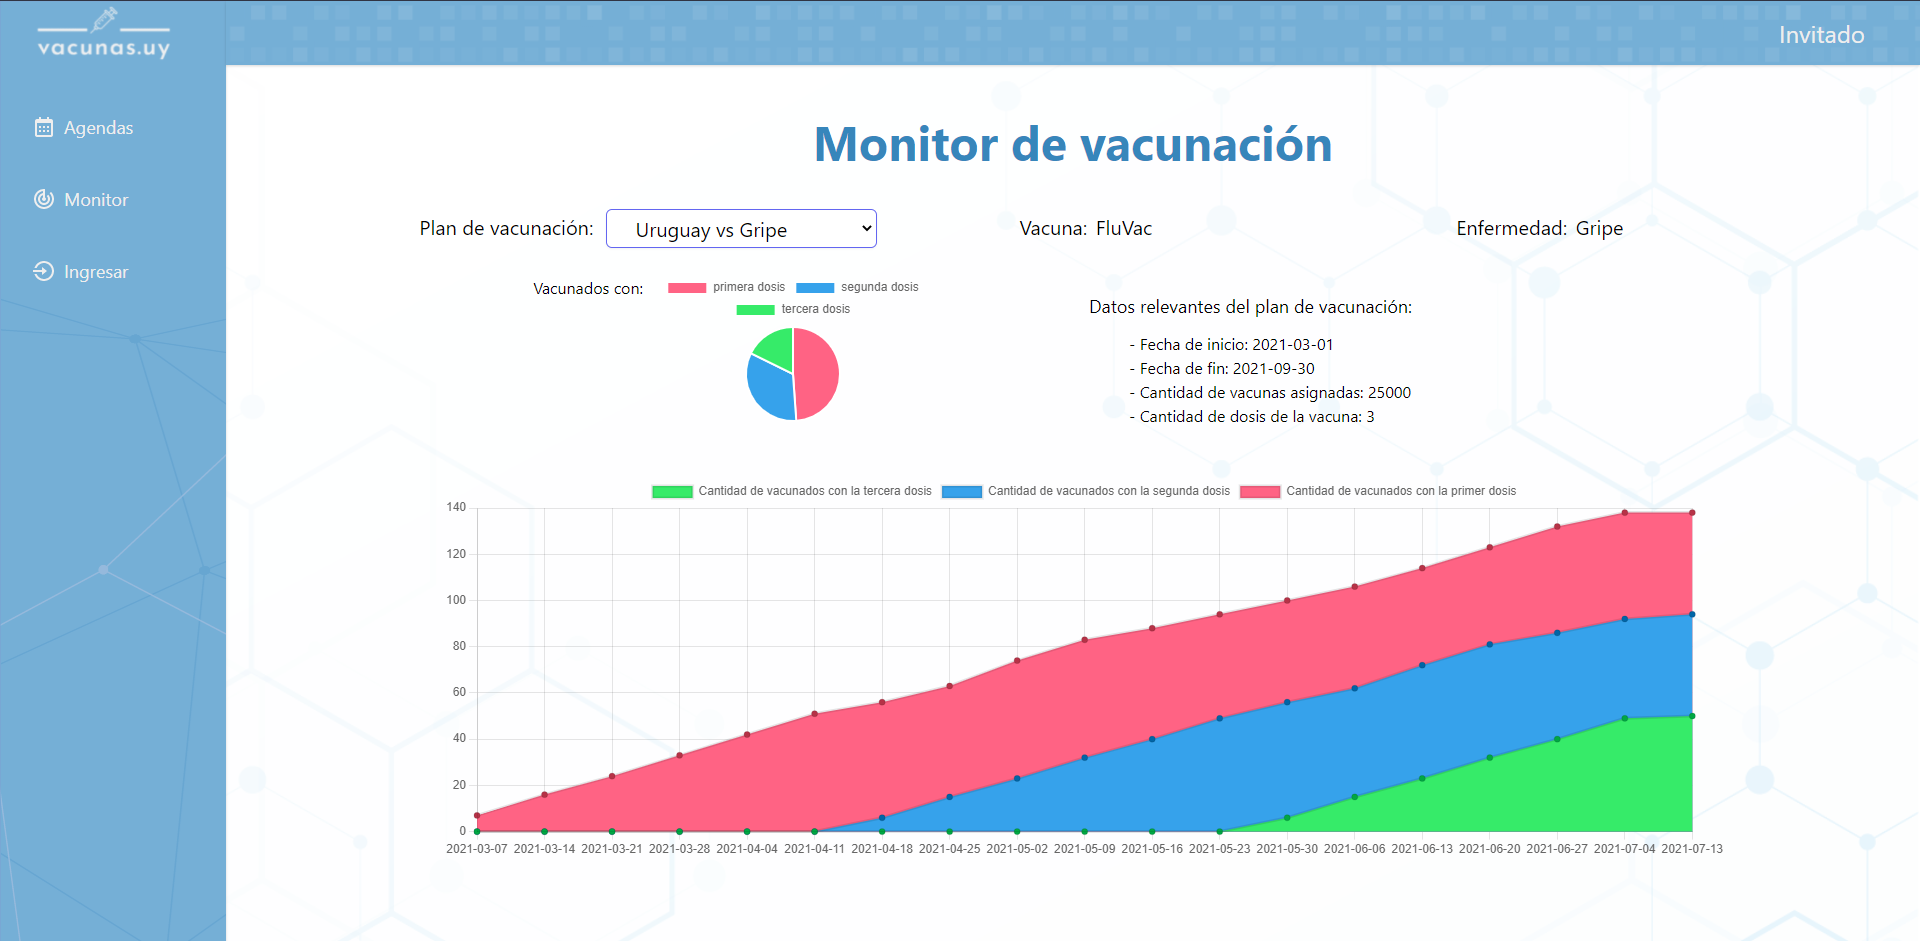 vacunas.uy
Invitado
Agendas
Monitor
Ingresar
Monitor de vacunación
Plan de vacunación: Uruguay vs Gripe Vacuna: FluVac Enfermedad: Gripe
Vacunados con: primera dosis segunda dosis
tercera dosis
Datos relevantes del plan de vacunación:
- Fecha de inicio: 2021-03-01
- Fecha de fin: 2021-09-30
- Cantidad de vacunas asignadas: 25000
- Cantidad de dosis de la vacuna: 3
Cantidad de vacunados con la tercera dosis Cantidad de vacunados con la segunda dosis Cantidad de vacunados con la primer dosis
140
120
100
80
60
40
20
0
2021-03-07 2021-03-14 2021-03-21 2021-03-28 2021-04-04 2021-04-11 2021-04-18 2021-04-25 2021-05-02 2021-05-09 2021-05-16 2021-05-23 2021-05-30 2021-06-06 2021-06-13 2021-06-20 2021-06-27 2021-07-04 2021-07-13